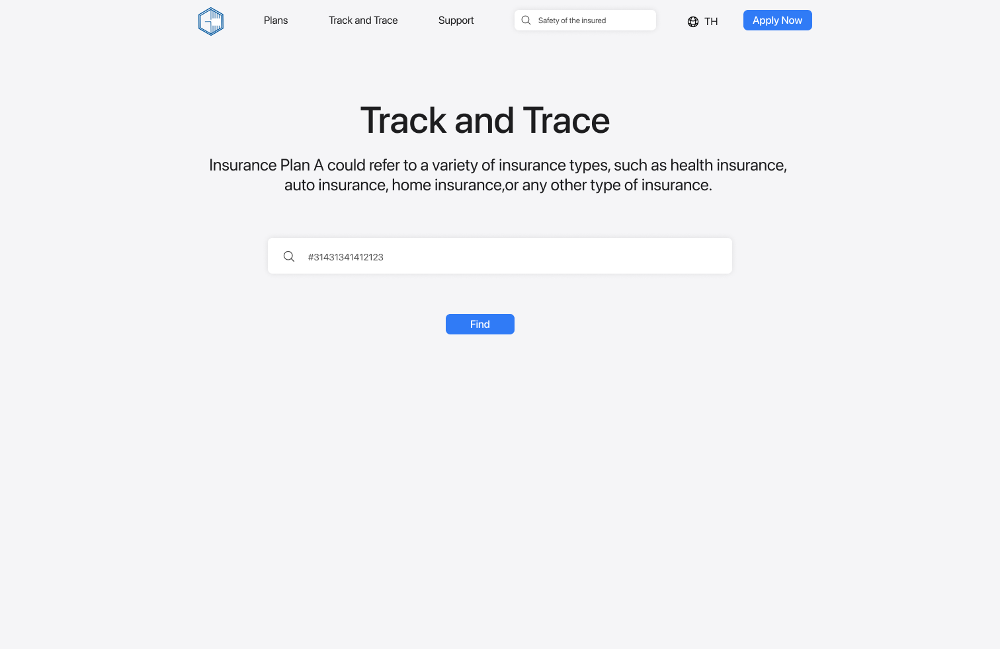 Plans
Track and Trace
Support
Safety of the insured
TH
Apply Now
Track and Trace
Insurance Plan A could refer to a variety of insurance types, such as health insurance,
auto insurance, home insurance,or any other type of insurance.
#31431341412123
Find